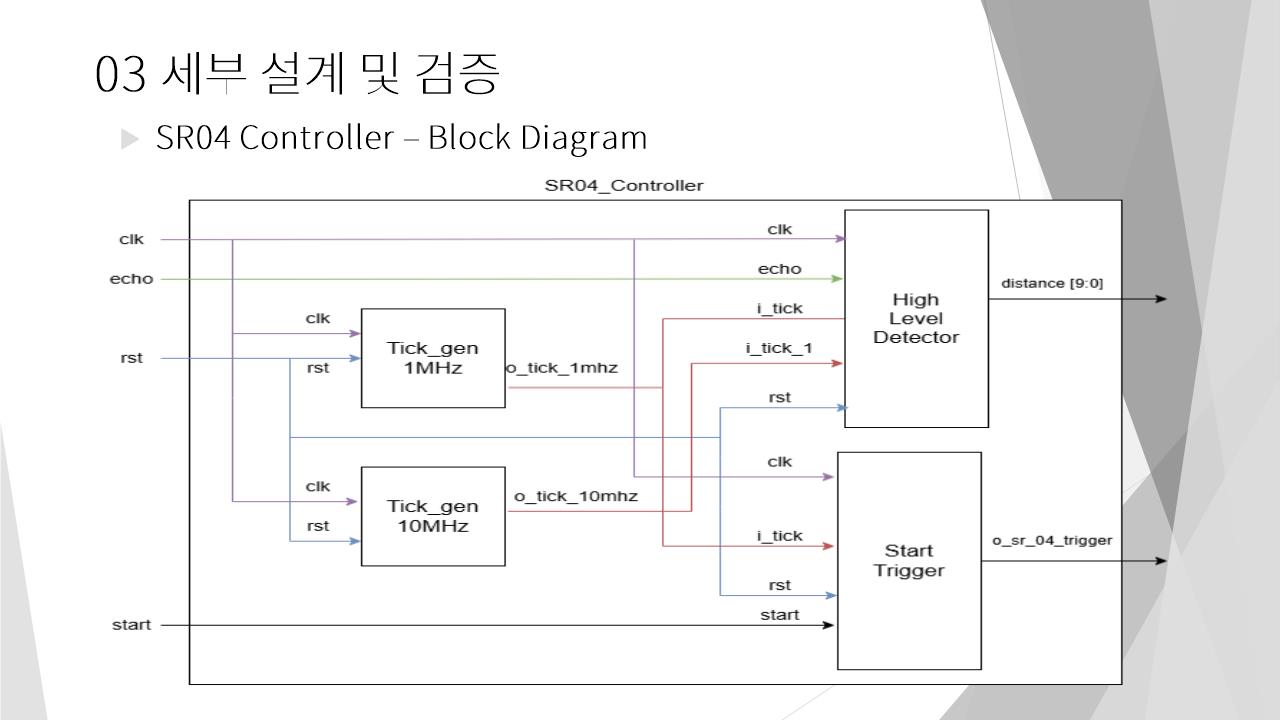 03 세부 설계 및 검증
SR04 Controller – Block Diagram
SR04_Controller
clk
echo
rst
start
clk
rst
Tick_gen
1MHz
o_tick_1mhz
clk
rst
Tick_gen
10MHz
o_tick_10mhz
clk
echo
i_tick
i_tick_1
rst
High
Level
Detector
distance [9:0]
clk
i_tick
rst
start
Start
Trigger
o_sr_04_trigger